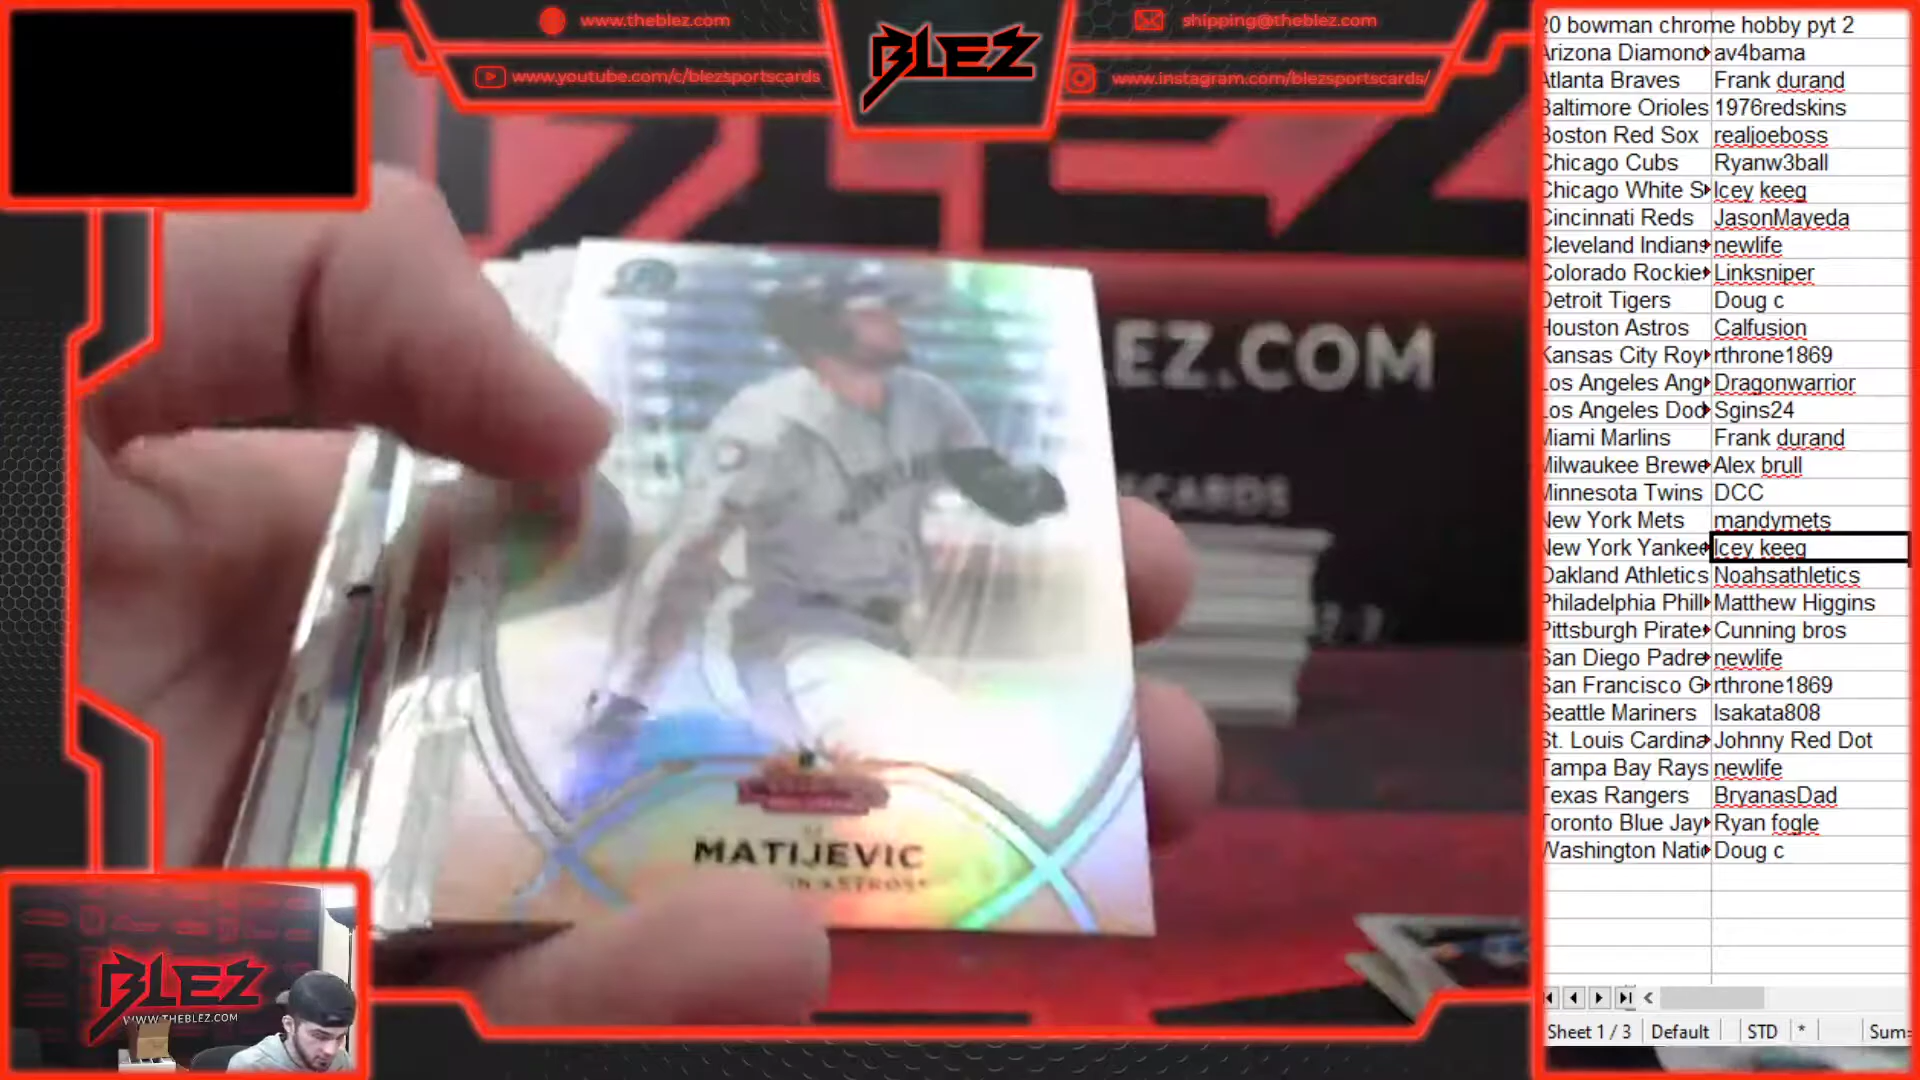 www.theblez.com
www.youtube.com/c/blezsportscards
BLEZ
shipping@theblez.com
www.instagram.com/blezsportscards/
EZ.COM
SCARDS
MATIJEVIC
BLEZ
WWW.THEBLEZ.COM
20 bowman chrome hobby pyt 2
Arizona Diamond av4bama
Atlanta Braves Frank durand
Baltimore Orioles 1976redskins
Boston Red Sox realjoeboss
Chicago Cubs Ryanw3ball
Chicago White S Icey keeg
Cincinnati Reds JasonMayeda
Cleveland Indians newlife
Colorado Rockie Linksniper
Detroit Tigers Doug c
Houston Astros Calfusion
Kansas City Roy rthrone1869
Los Angeles Ang Dragonwarrior
Los Angeles Dod Sgins24
Miami Marlins Frank durand
Milwaukee Brewe Alex brull
Minnesota Twins DCC
New York Mets mandymets
New York Yankee Icey keeg
Oakland Athletics Noahsathletics
Philadelphia Phill Matthew Higgins
Pittsburgh Pirate Cunning bros
San Diego Padre newlife
San Francisco G rthrone1869
Seattle Mariners Isakata808
St. Louis Cardina Johnny Red Dot
Tampa Bay Rays newlife
Texas Rangers BryanasDad
Toronto Blue Jay Ryan fogle
Washington Natio Doug c
Sheet 1 / 3 Default STD * Sum=